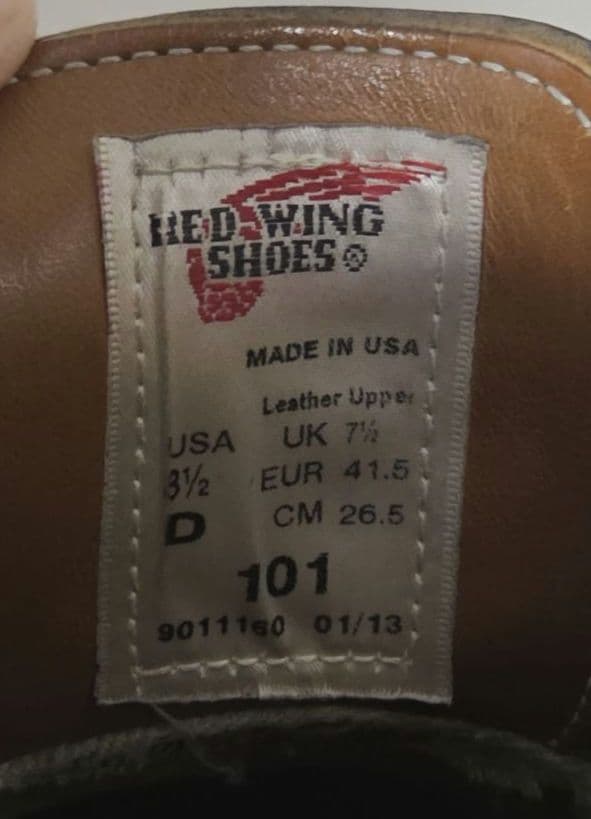 RED WING
SHOES ®
MADE IN USA
Leather Upper
USA UK 7½
8½ EUR 41.5
D CM 26.5
101
9011160 01/13